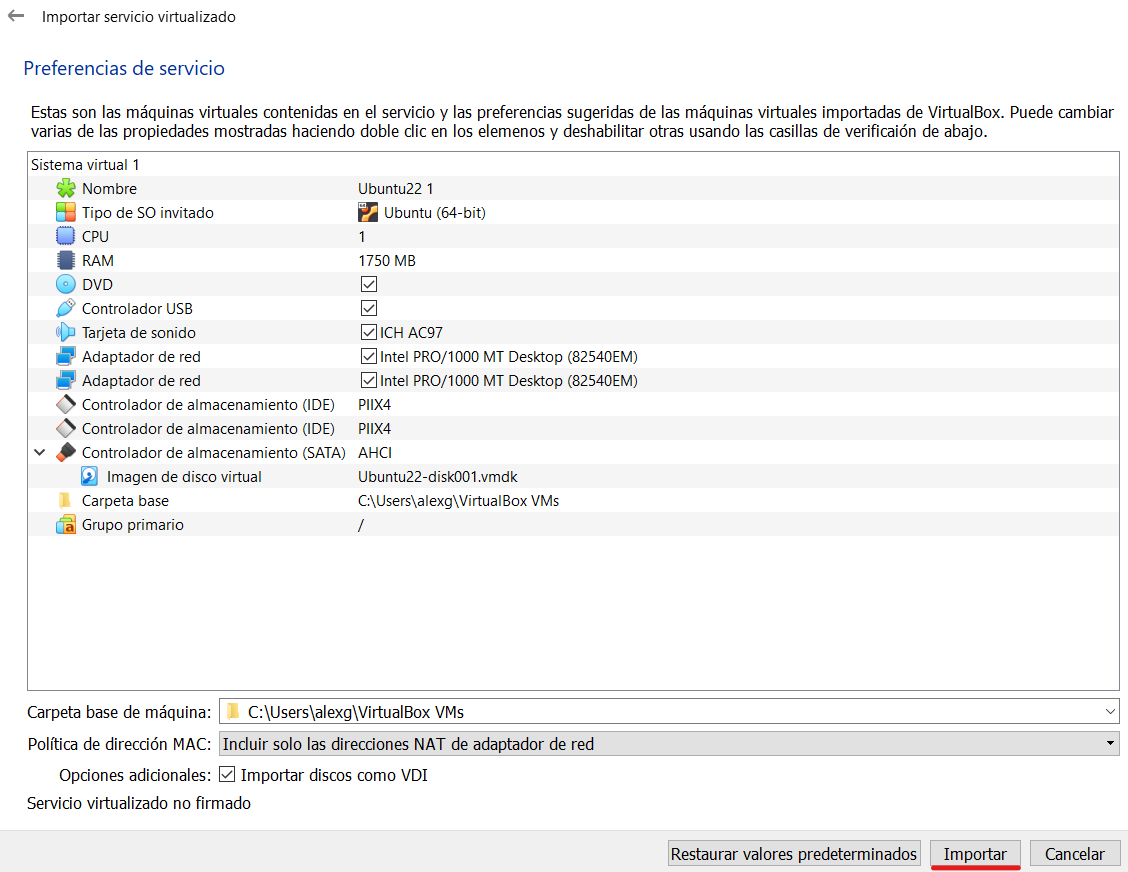 Importar servicio virtualizado
Preferencias de servicio
Estas son las máquinas virtuales contenidas en el servicio y las preferencias sugeridas de las máquinas virtuales importadas de VirtualBox. Puede cambiar
varias de las propiedades mostradas haciendo doble clic en los elemenos y deshabilitar otras usando las casillas de verificaión de abajo.
Sistema virtual 1
Nombre Ubuntu22 1
Tipo de SO invitado Ubuntu (64-bit)
CPU 1
RAM 1750 MB
DVD
Controlador USB
Tarjeta de sonido ICH AC97
Adaptador de red Intel PRO/1000 MT Desktop (82540EM)
Adaptador de red Intel PRO/1000 MT Desktop (82540EM)
Controlador de almacenamiento (IDE) PIIX4
Controlador de almacenamiento (IDE) PIIX4
Controlador de almacenamiento (SATA) AHCI
Imagen de disco virtual Ubuntu22-disk001.vmdk
Carpeta base C:\Users\alexg\VirtualBox VMs
Grupo primario /
Carpeta base de máquina: C:\Users\alexg\VirtualBox VMs
Política de dirección MAC: Incluir solo las direcciones NAT de adaptador de red
Opciones adicionales: Importar discos como VDI
Servicio virtualizado no firmado
Restaurar valores predeterminados Importar Cancelar